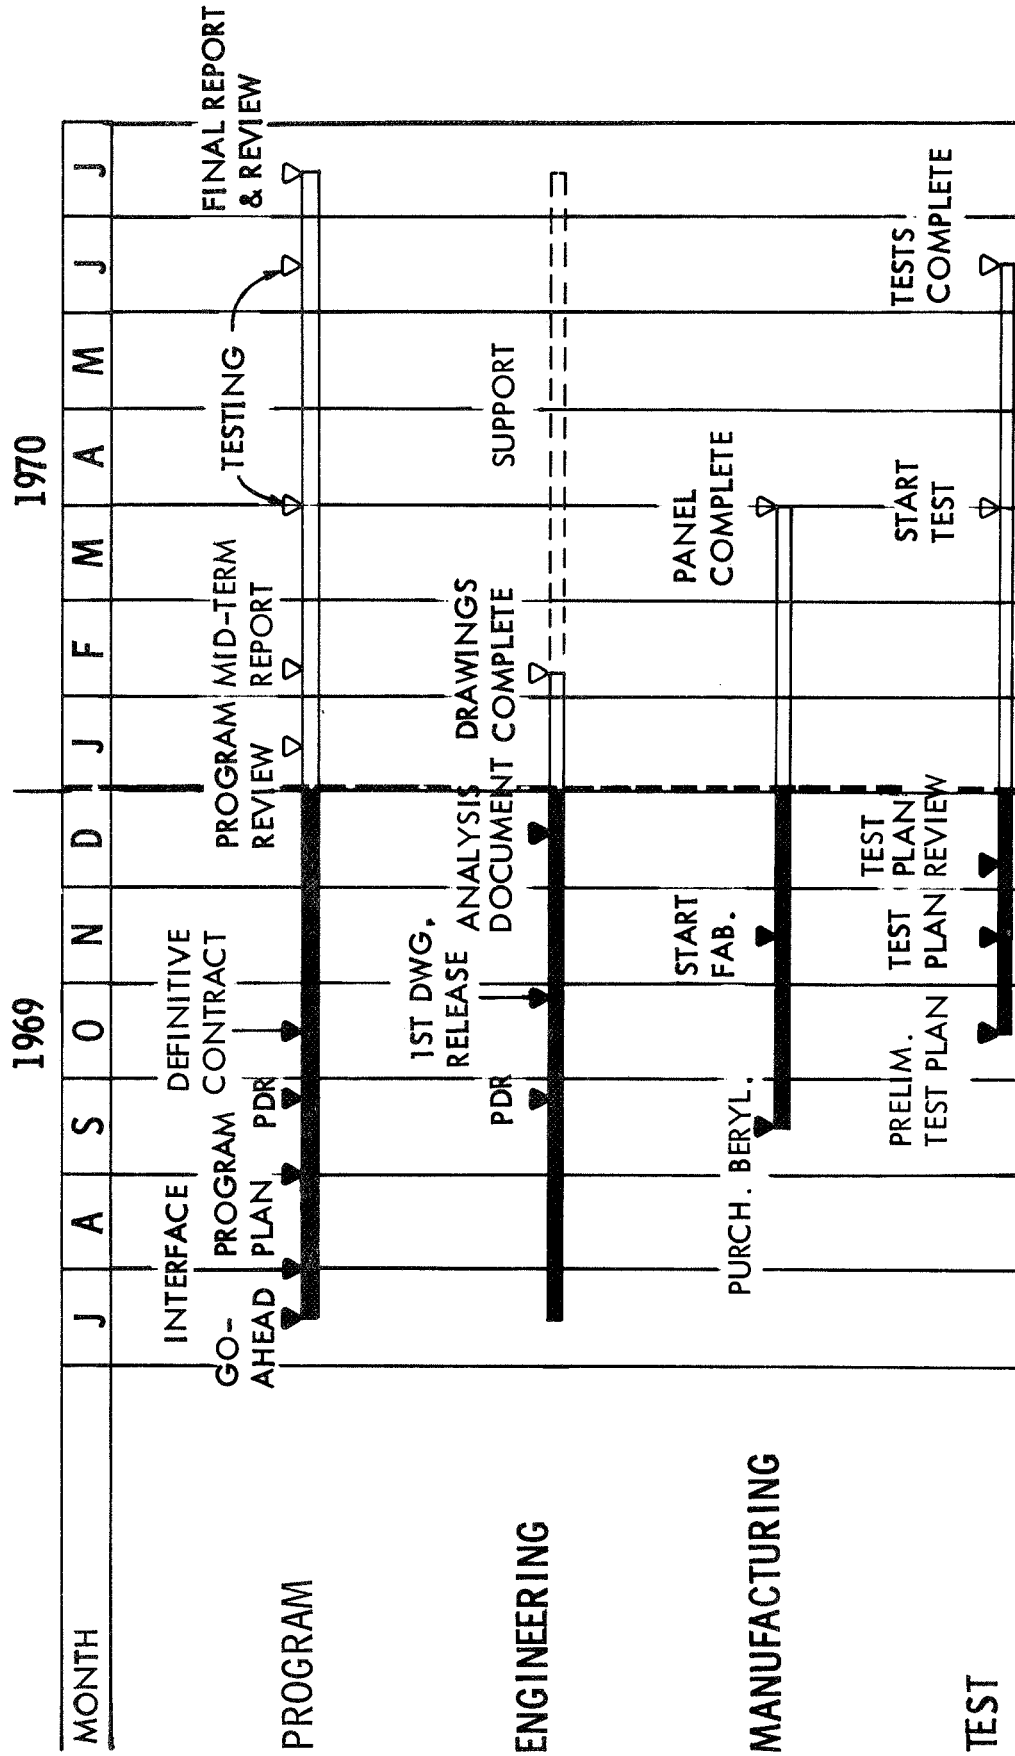 1969
1970
MONTH
J A S O N D J F M A M J J
PROGRAM
INTERFACE
GO-
AHEAD
PROGRAM
PLAN
PDR
DEFINITIVE
CONTRACT
PROGRAM
REVIEW
MID-TERM
REPORT
TESTING
FINAL REPORT
& REVIEW
ENGINEERING
PDR
1ST DWG.
RELEASE
ANALYSIS
DOCUMENT
DRAWINGS
COMPLETE
SUPPORT
MANUFACTURING
PURCH. BERYL.
START
FAB.
PANEL
COMPLETE
TEST
PRELIM.
TEST PLAN
TEST
PLAN
TEST
PLAN
REVIEW
START
TEST
TESTS
COMPLETE